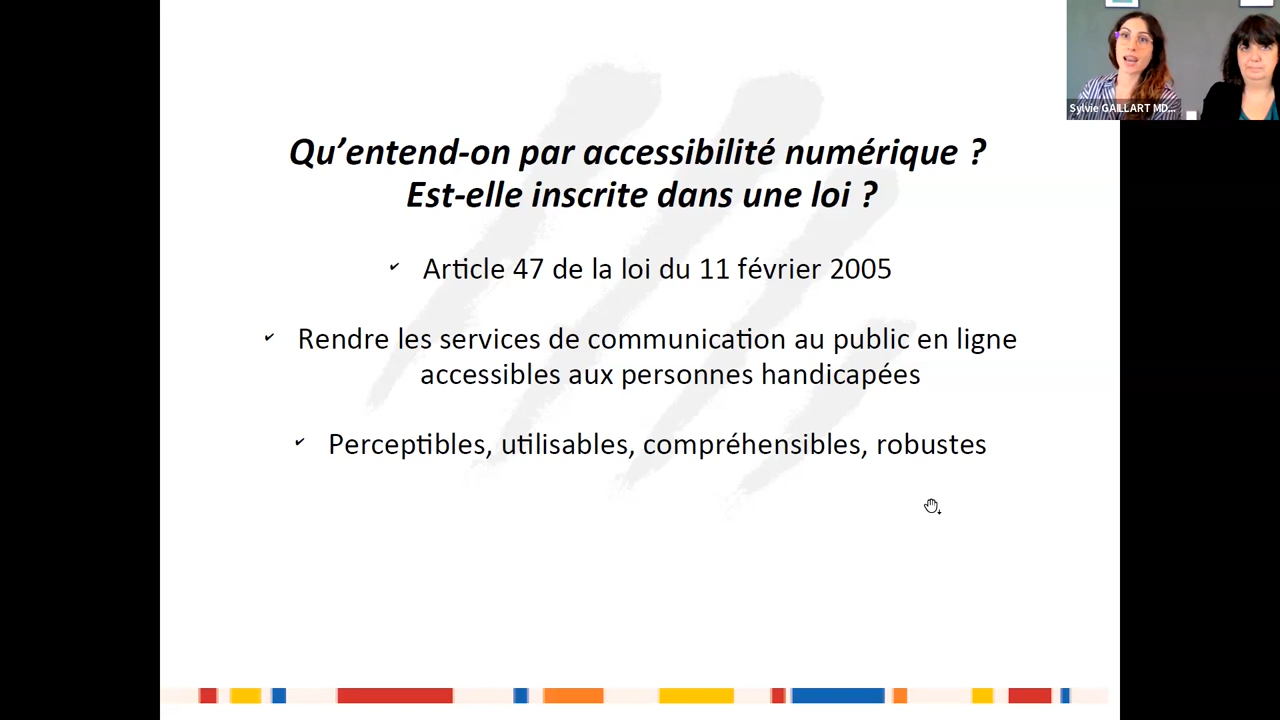 Sylvie GAILLART MD...
Qu'entend-on par accessibilité numérique ?
Est-elle inscrite dans une loi ?
✔ Article 47 de la loi du 11 février 2005
✔ Rendre les services de communication au public en ligne
accessibles aux personnes handicapées
✔ Perceptibles, utilisables, compréhensibles, robustes